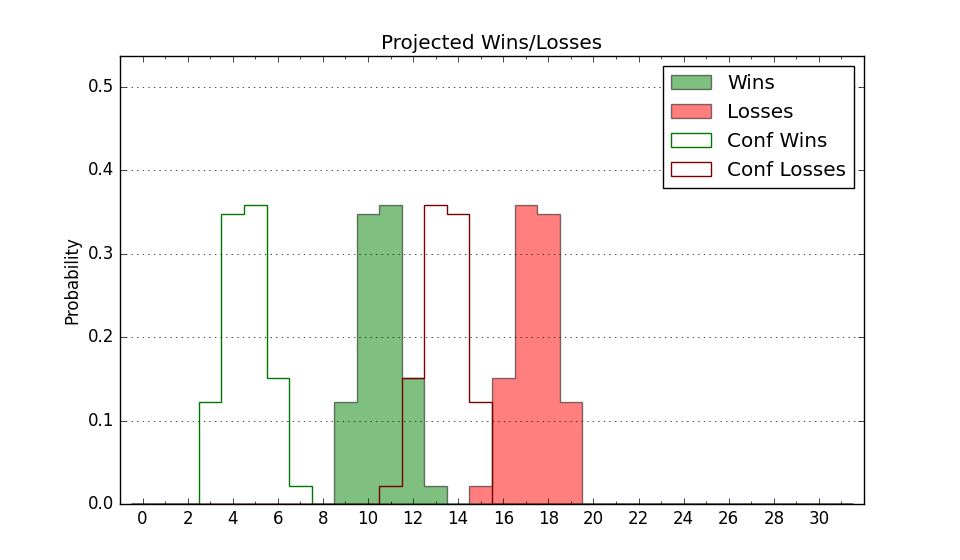 Projected Wins/Losses
Wins
Losses
Conf Wins
Conf Losses
Probability
0.5
0.4
0.3
0.2
0.1
0.0
0 2 4 6 8 10 12 14 16 18 20 22 24 26 28 30